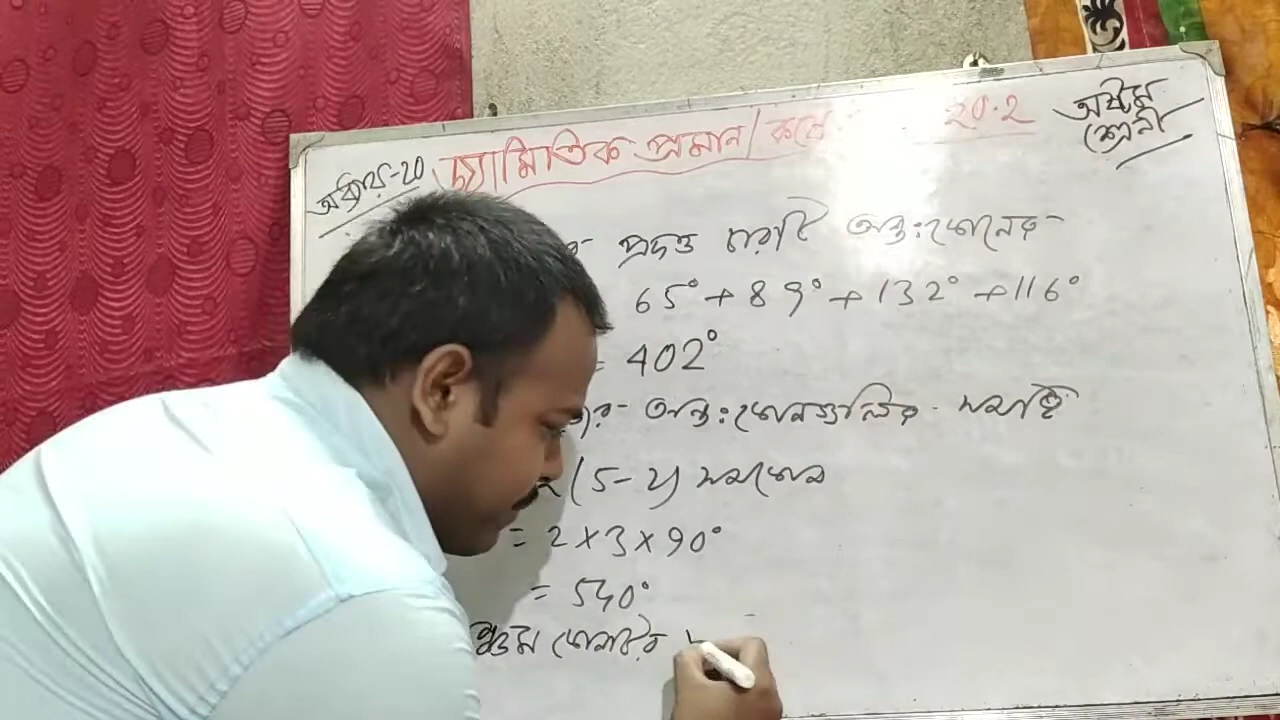 অধ্যায়-20 জ্যামিতিক প্রমাণ / কষে 20.2 অষ্টম শ্রেণী
প্রদত্ত চারটি অন্তঃকোনের
65° + 89° + 132° + 116°
= 402°
অন্তঃকোনগুলির সমষ্টি
(5-2) সমকোন
= 2 × 3 × 90°
= 540°
পঞ্চম কোনটির